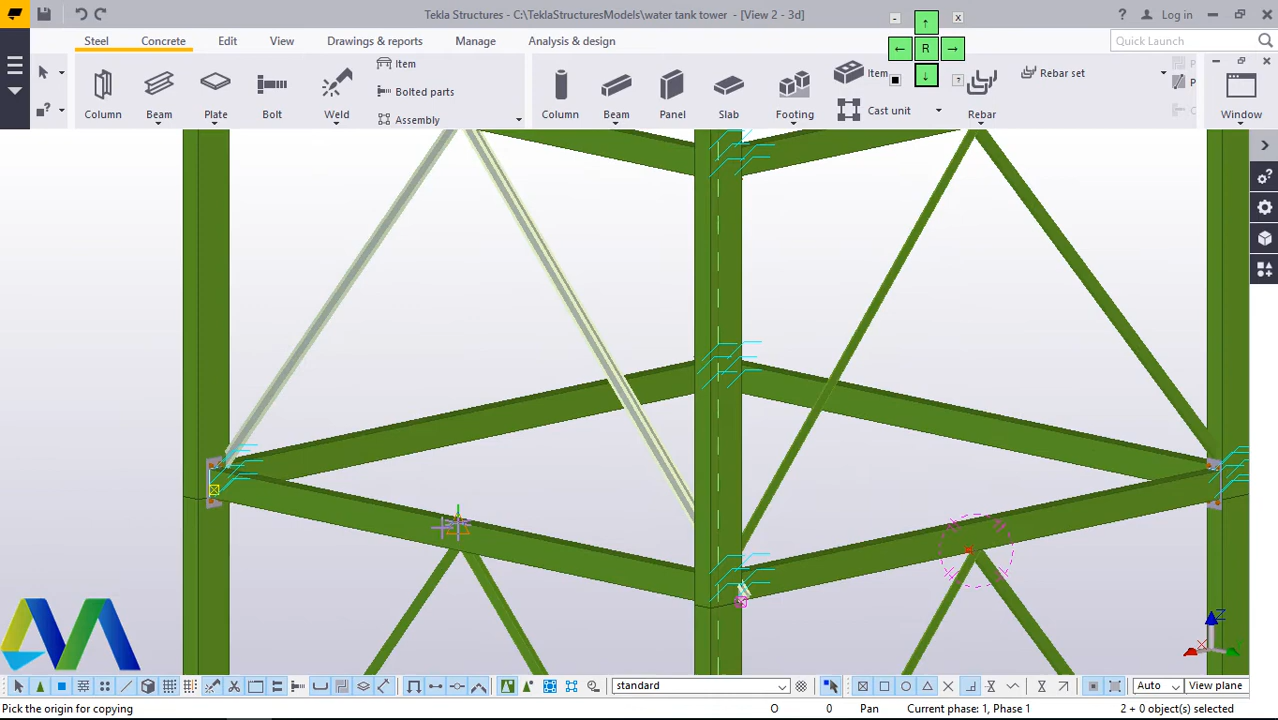 Tekla Structures - C:\TeklaStructuresModels\water tank tower - [View 2 - 3d]
- x
? Log in
Steel Concrete Edit View Drawings & reports Manage Analysis & design
Quick Launch
R
Item
Bolted parts
Assembly
Column Beam Plate Bolt Weld
Column Beam Panel Slab Footing
Item
Cast unit
?
Rebar
Rebar set
Window
Z
X
Y
standard
Auto
View plane
Pick the origin for copying
O 0 Pan Current phase: 1, Phase 1 2 + 0 object(s) selected